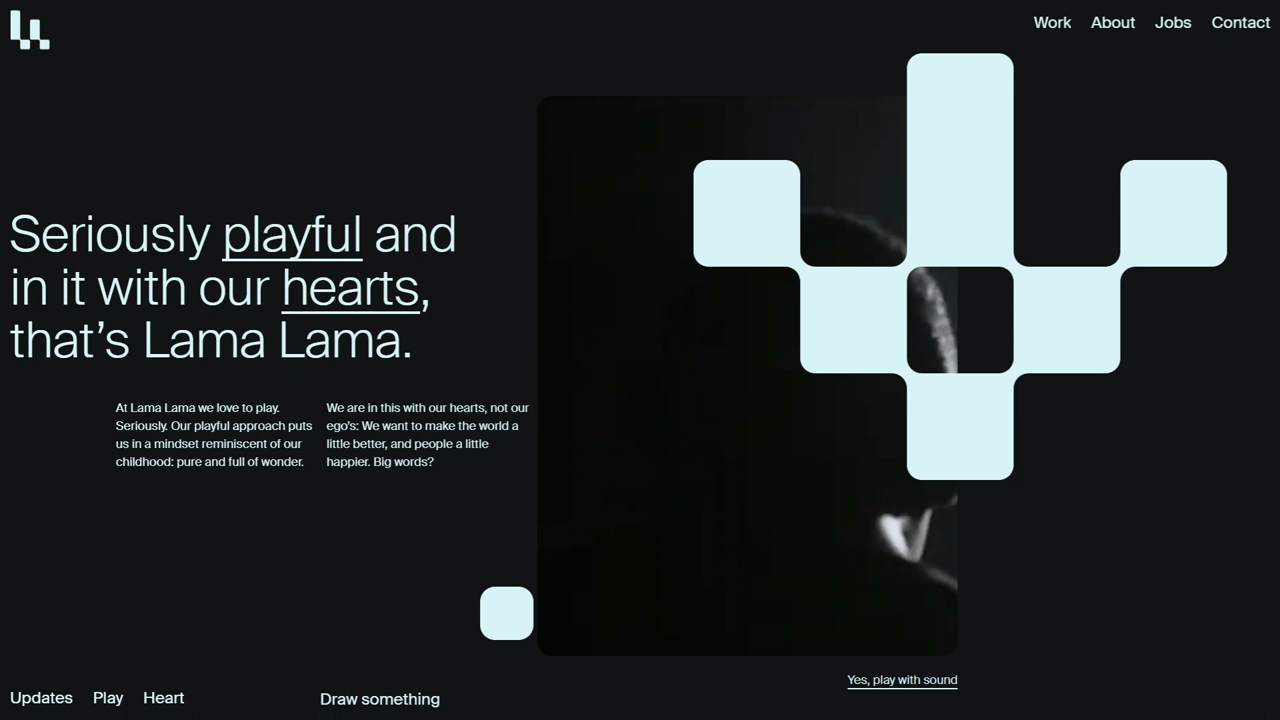 Work About Jobs Contact
Seriously playful and
in it with our hearts,
that’s Lama Lama.
At Lama Lama we love to play.
Seriously. Our playful approach puts
us in a mindset reminiscent of our
childhood: pure and full of wonder.
We are in this with our hearts, not our
ego’s: We want to make the world a
little better, and people a little
happier. Big words?
Yes, play with sound
Updates Play Heart
Draw something